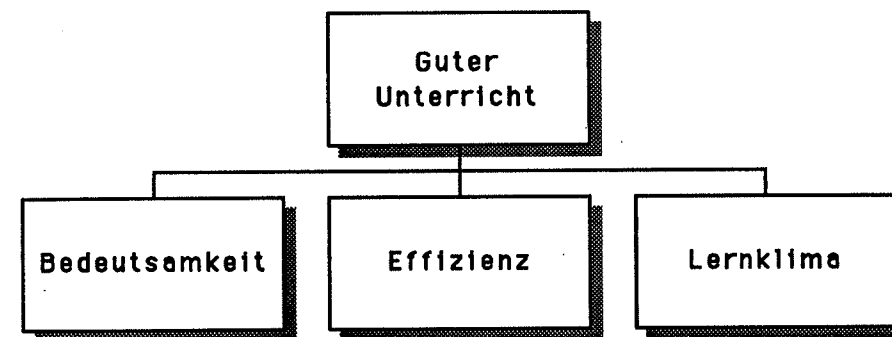 Guter
Unterricht
Bedeutsamkeit
Effizienz
Lernklima